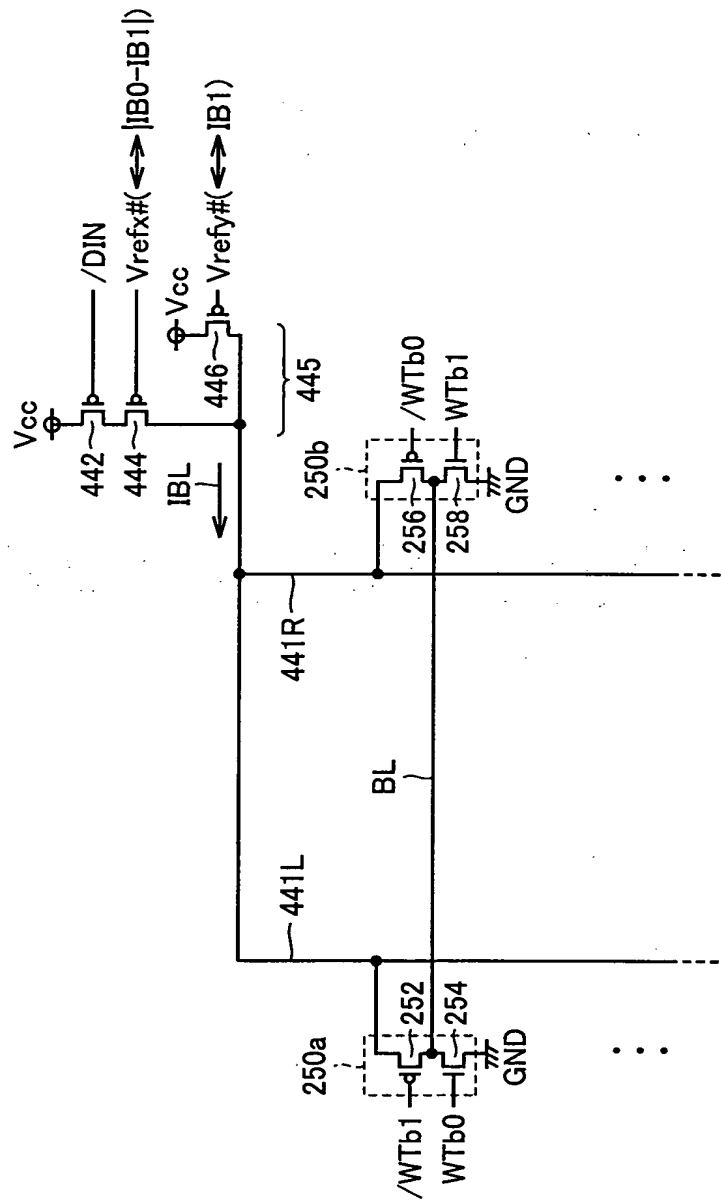 Vcc
/DIN
442
Vrefx#(⇔|IB0-IB1|)
444
Vcc
Vrefy#(⇔IB1)
446
445
IBL
441L
441R
250a
250b
/WTb1
252
WTb0
254
GND
BL
/WTb0
256
WTb1
258
GND